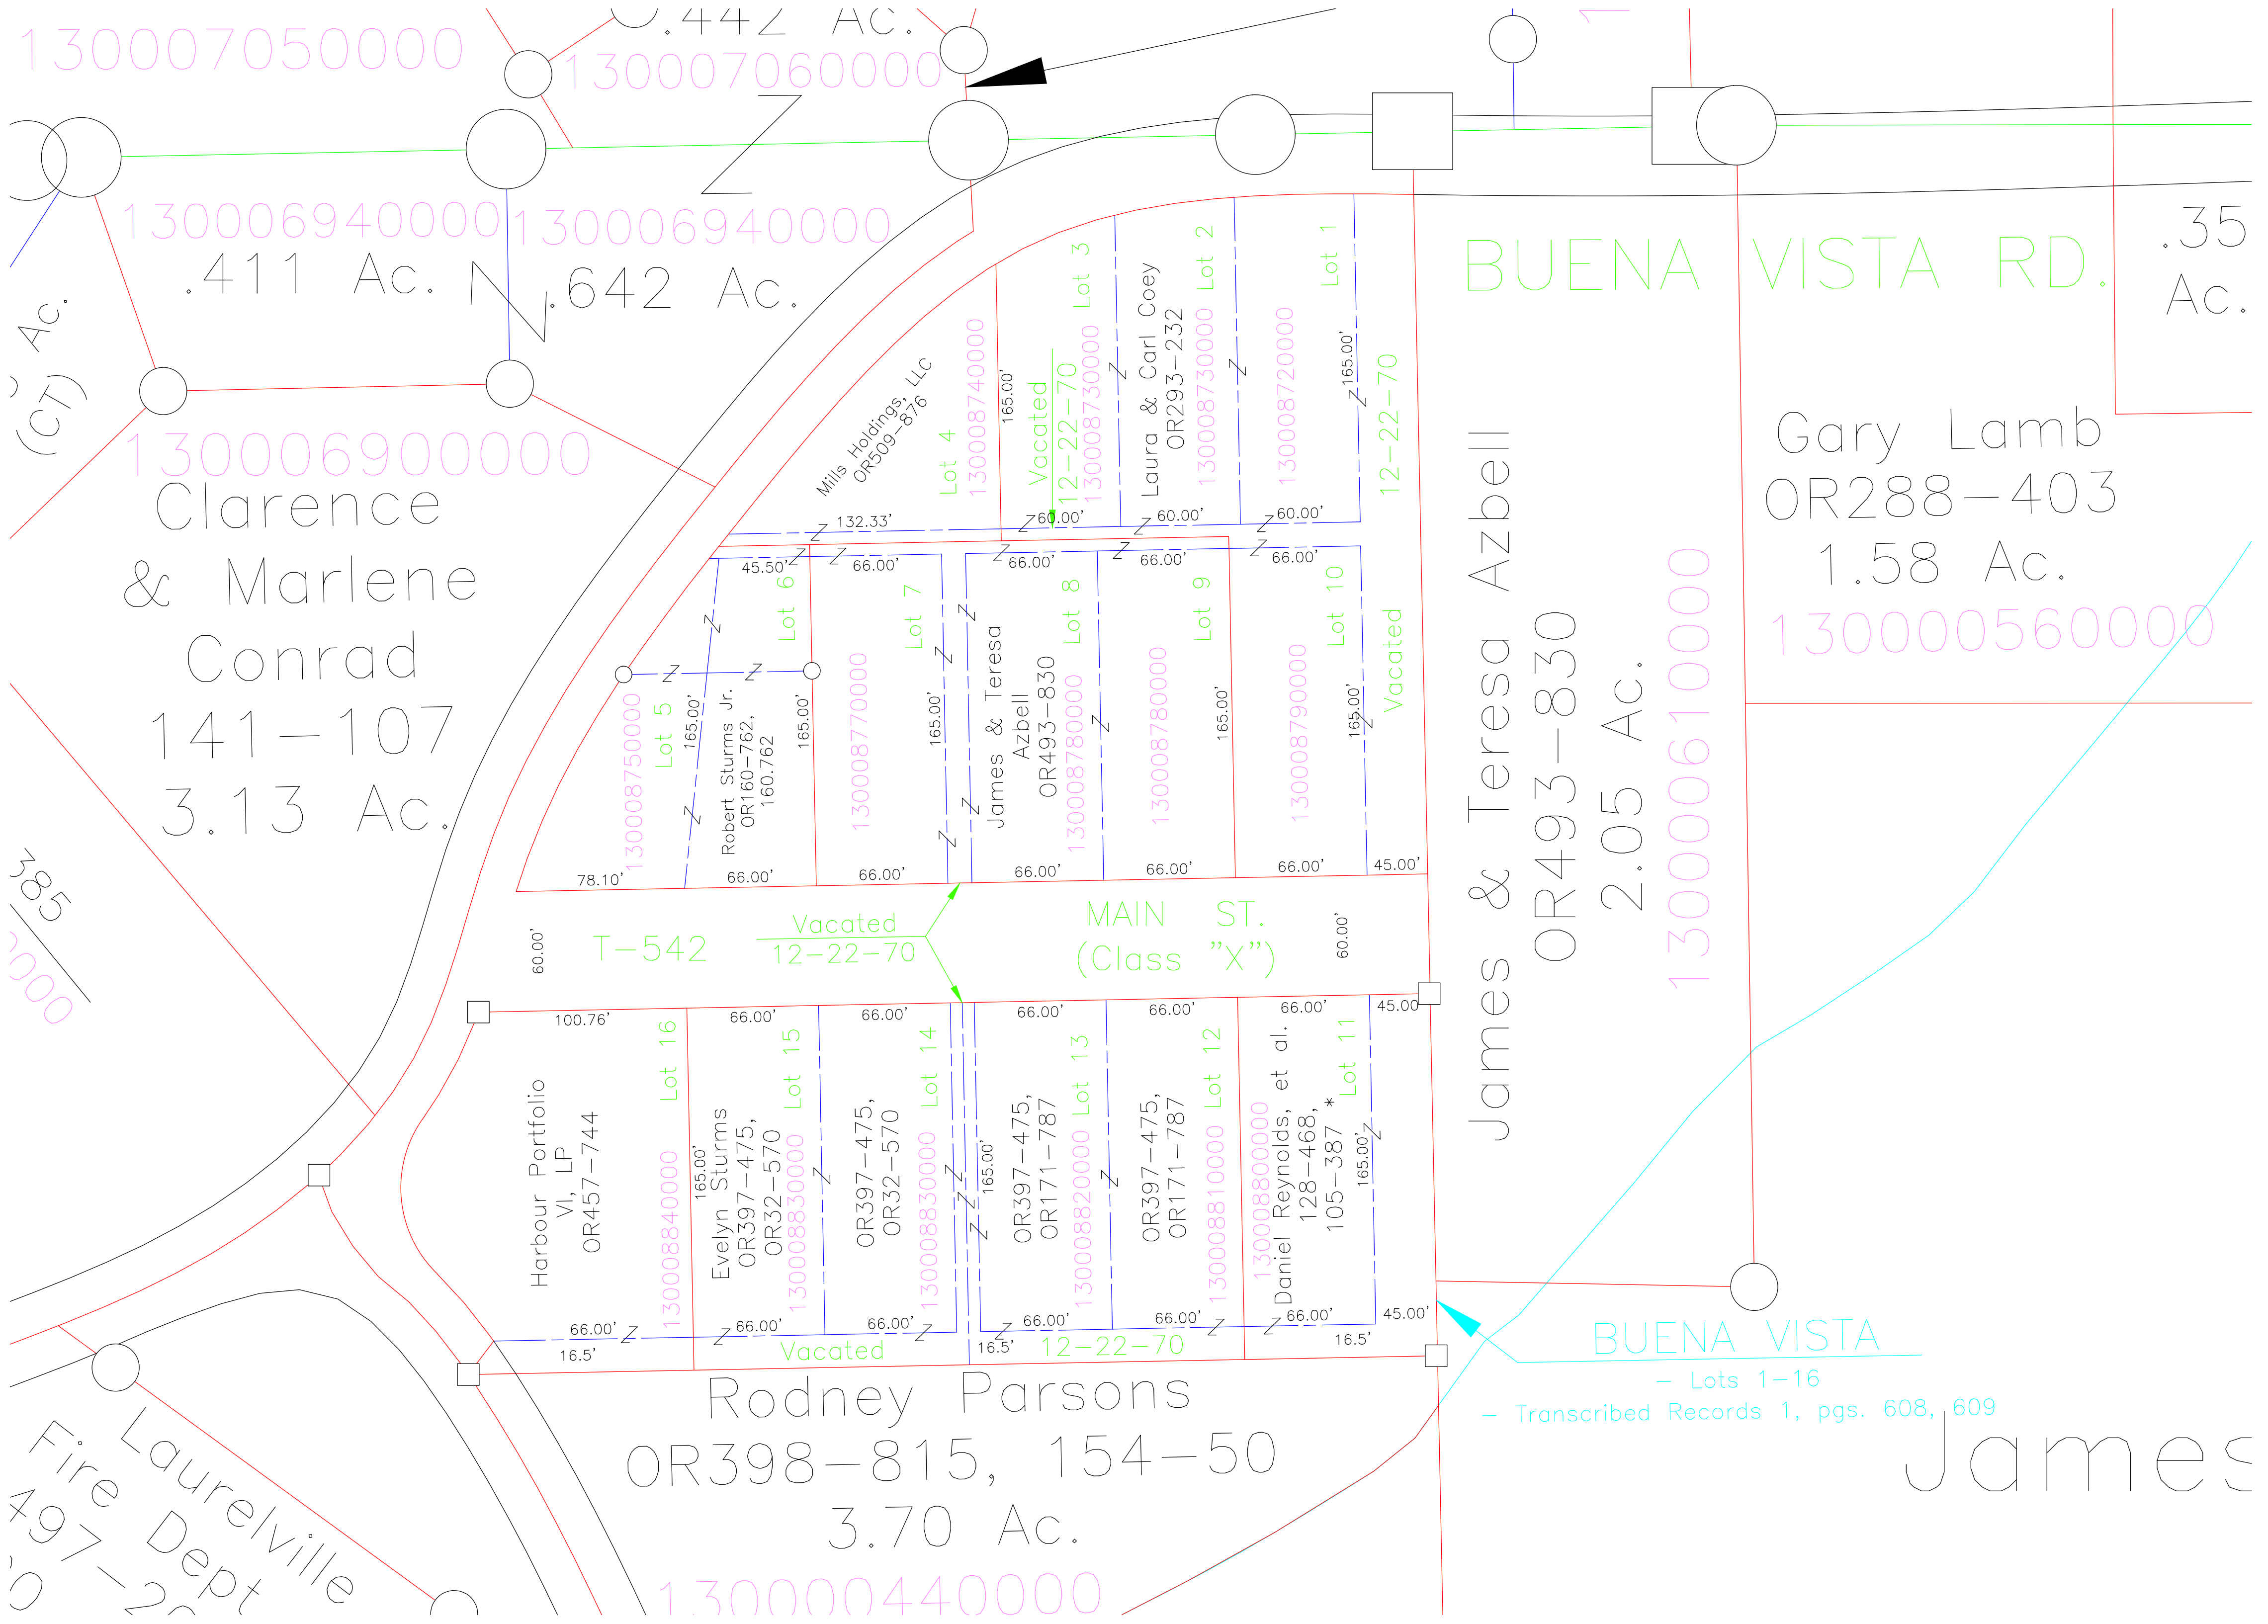 130007050000
.442 Ac.
130007060000
130006940000
.411 Ac.
130006940000
.642 Ac.
Ac.
(CT)
130006900000
Clarence
& Marlene
Conrad
141-107
3.13 Ac.
385
Mills Holdings, LLC
OR509-876
Lot 4
130008740000
165.00'
Vacated
12-22-70
130008730000
Lot 3
Laura & Carl Coey
OR293-232
130008730000
Lot 2
130008720000
Lot 1
165.00'
12-22-70
132.33'
60.00'
60.00'
60.00'
BUENA VISTA RD.
.35
Ac.
Gary Lamb
OR288-403
1.58 Ac.
130000560000
James & Teresa Azbell
OR493-830
2.05 Ac.
130000610000
45.50'
66.00'
66.00'
66.00'
66.00'
130008750000
Lot 5
165.00'
Robert Sturms Jr.
OR160-762,
160.762
Lot 6
165.00'
130008770000
Lot 7
165.00'
James & Teresa
Azbell
OR493-830
130008780000
Lot 8
130008780000
Lot 9
165.00'
130008790000
Lot 10
165.00'
Vacated
78.10'
66.00'
66.00'
66.00'
66.00'
66.00'
45.00'
60.00'
T-542
Vacated
12-22-70
MAIN ST.
(Class "X")
60.00'
100.76'
66.00'
66.00'
66.00'
66.00'
66.00'
45.00'
Harbour Portfolio
VI, LP
OR457-744
130008840000
Lot 16
165.00'
Evelyn Sturms
OR397-475,
OR32-570
130008830000
Lot 15
OR397-475,
OR32-570
130008830000
Lot 14
165.00'
OR397-475,
OR171-787
130008820000
Lot 13
OR397-475,
OR171-787
130008810000
Lot 12
130008800000
Daniel Reynolds, et al.
128-468,
105-387 *
Lot 11
165.00'
66.00'
66.00'
66.00'
66.00'
66.00'
66.00'
45.00'
16.5'
Vacated
16.5'
12-22-70
16.5'
BUENA VISTA
- Lots 1-16
- Transcribed Records 1, pgs. 608, 609
Rodney Parsons
OR398-815, 154-50
3.70 Ac.
130000440000
Laurelville
Fire Dept
James